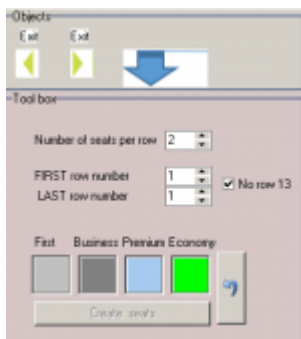 Objects
Exit Exit
Tool box
Number of seats per row 2
FIRST row number 1
LAST row number 1
No row 13
First Business Premium Economy
Create seats